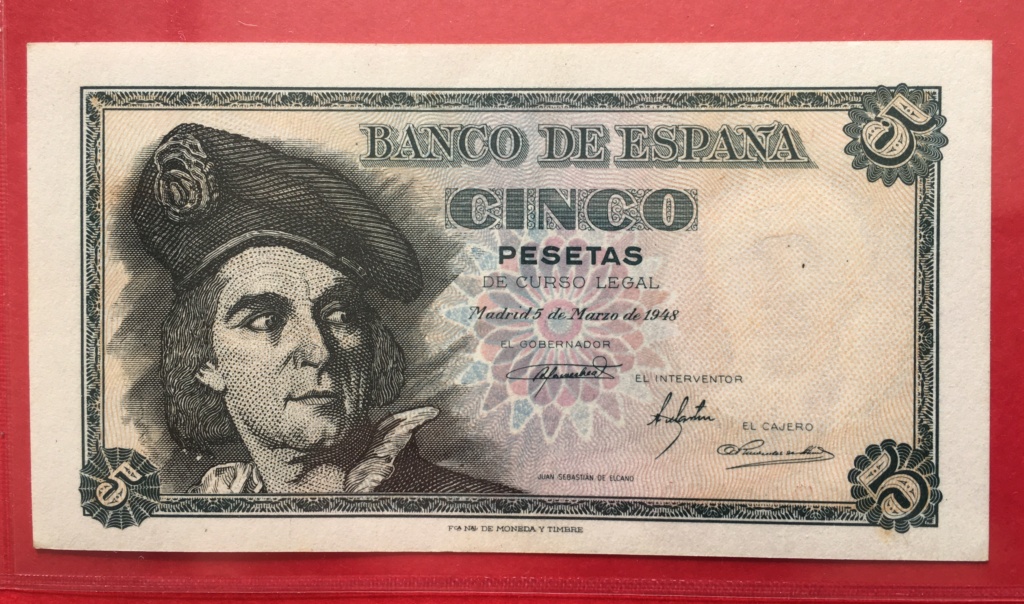 5
BANCO DE ESPAÑA
CINCO
PESETAS
DE CURSO LEGAL
Madrid 5 de Marzo de 1948
EL GOBERNADOR
EL INTERVENTOR
EL CAJERO
JUAN SEBASTIÁN DE ELCANO
5
5
FCA NAL DE MONEDA Y TIMBRE